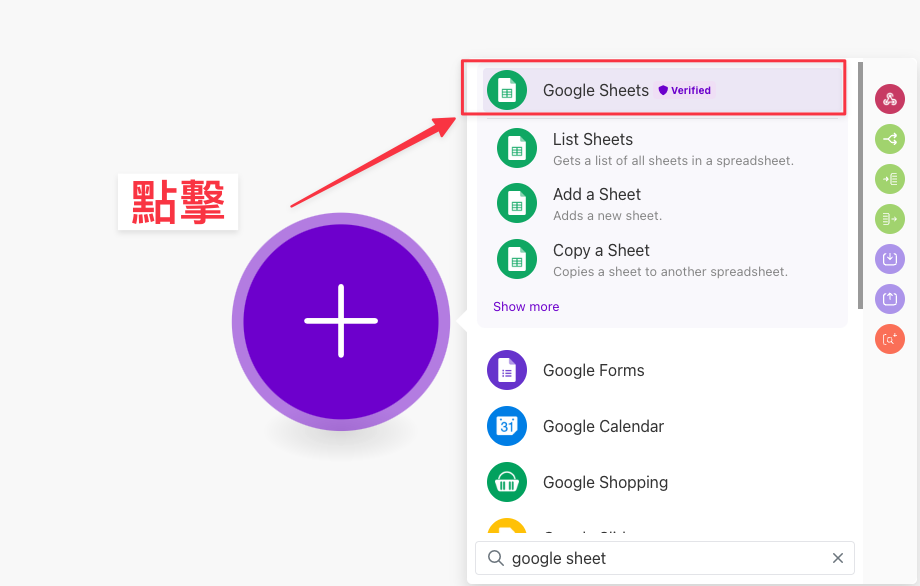 Google Sheets Verified
點擊
List Sheets
Gets a list of all sheets in a spreadsheet.
Add a Sheet
Adds a new sheet.
Copy a Sheet
Copies a sheet to another spreadsheet.
Show more
Google Forms
31
Google Calendar
Google Shopping
google sheet